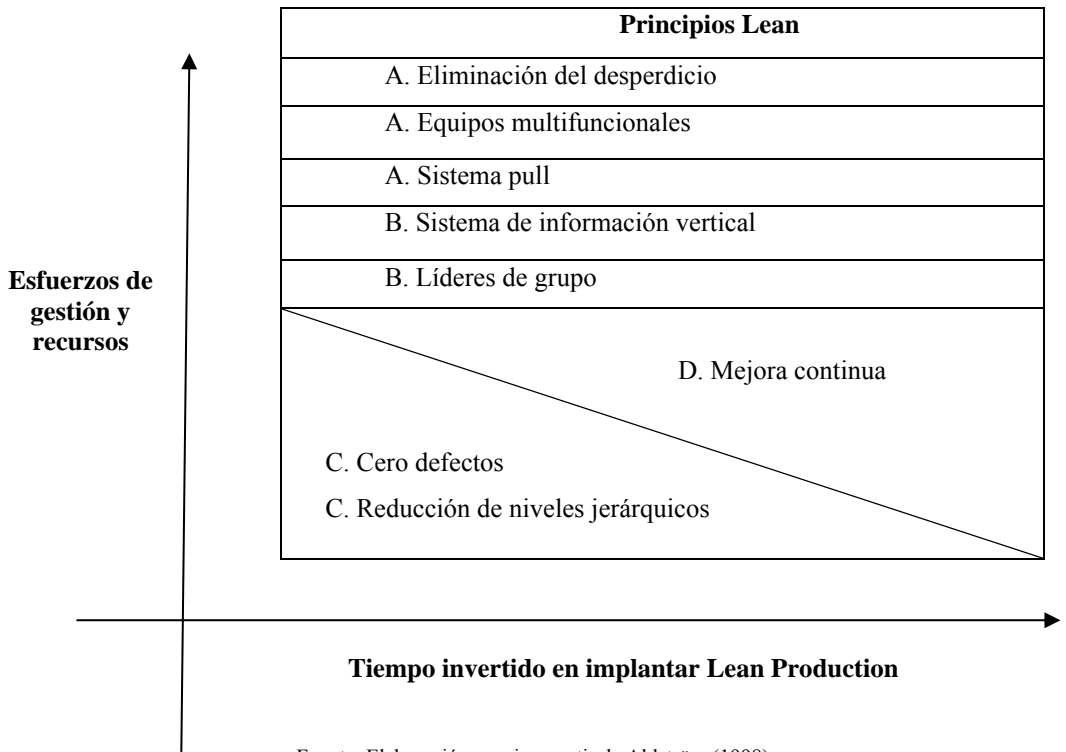 Principios Lean
A. Eliminación del desperdicio
A. Equipos multifuncionales
A. Sistema pull
B. Sistema de información vertical
B. Líderes de grupo
Esfuerzos de
gestión y
recursos
D. Mejora continua
C. Cero defectos
C. Reducción de niveles jerárquicos
Tiempo invertido en implantar Lean Production